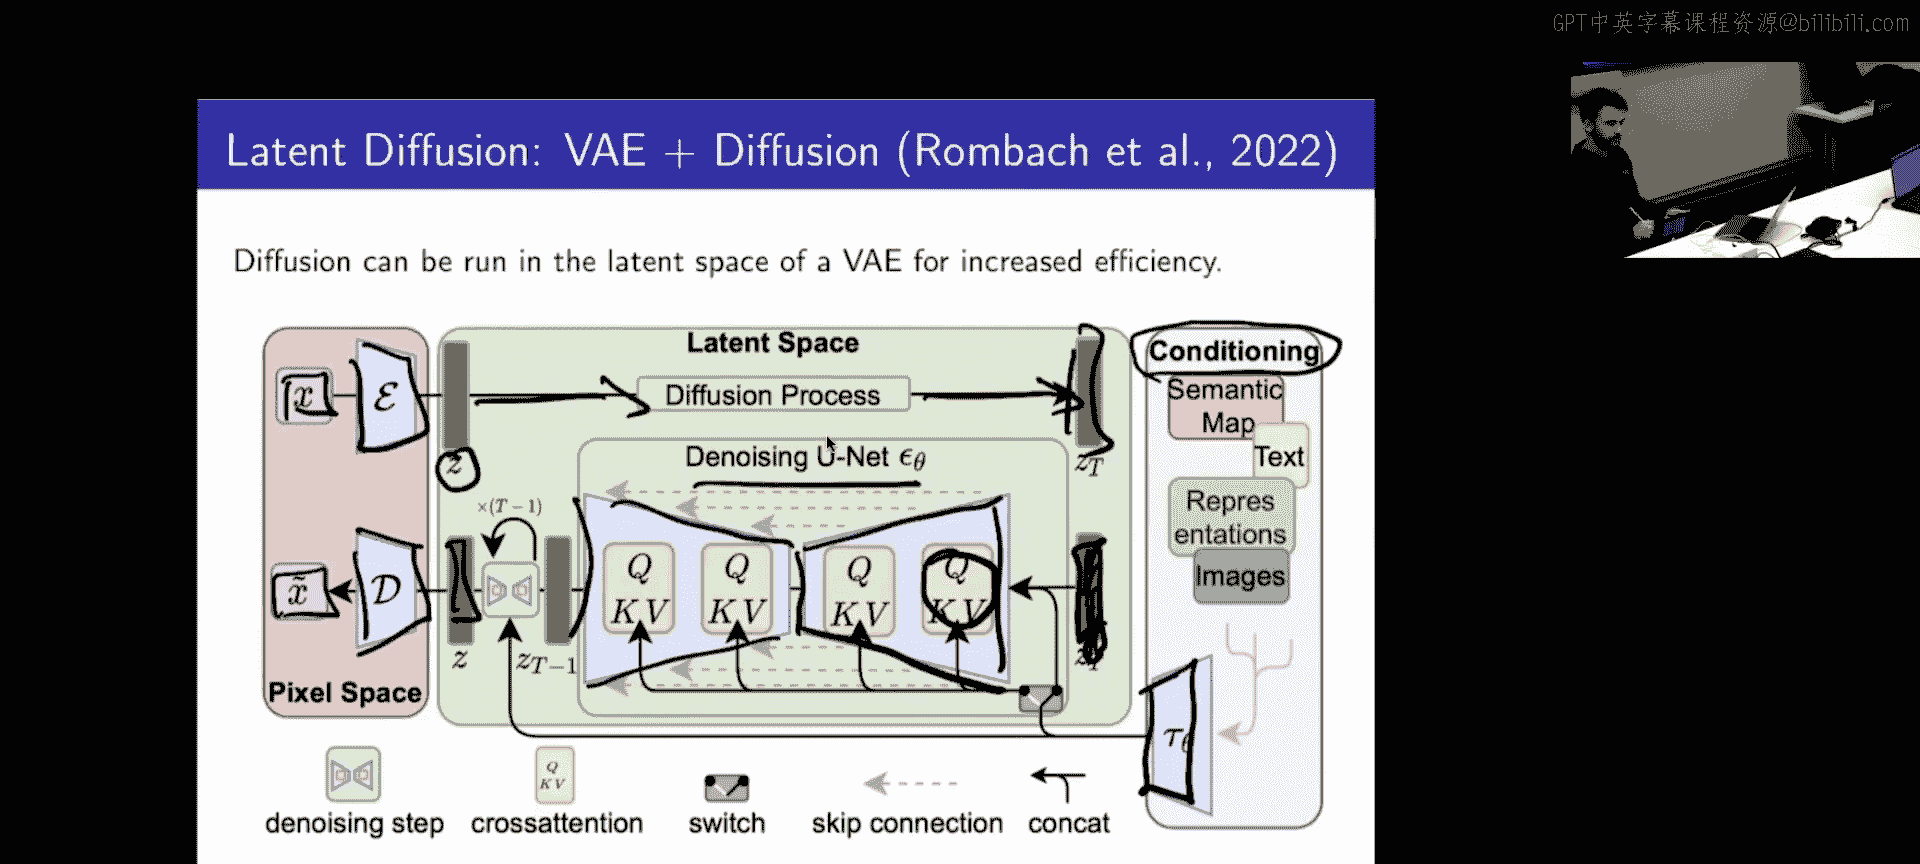 GPT中英字幕课程资源@bilibili.com
Latent Diffusion: VAE + Diffusion (Rombach et al., 2022)
Diffusion can be run in the latent space of a VAE for increased efficiency.
Latent Space
Conditioning
x
ℰ
Diffusion Process
Semantic
Map
Text
z
Denoising U-Net ϵθ
zT
×(T − 1)
Repres
entations
Images
x̃
D
Q
KV
Q
KV
Q
KV
Q
KV
z
zT−1
zT
Pixel Space
τθ
Q
KV
denoising step
crossattention
switch
skip connection
concat